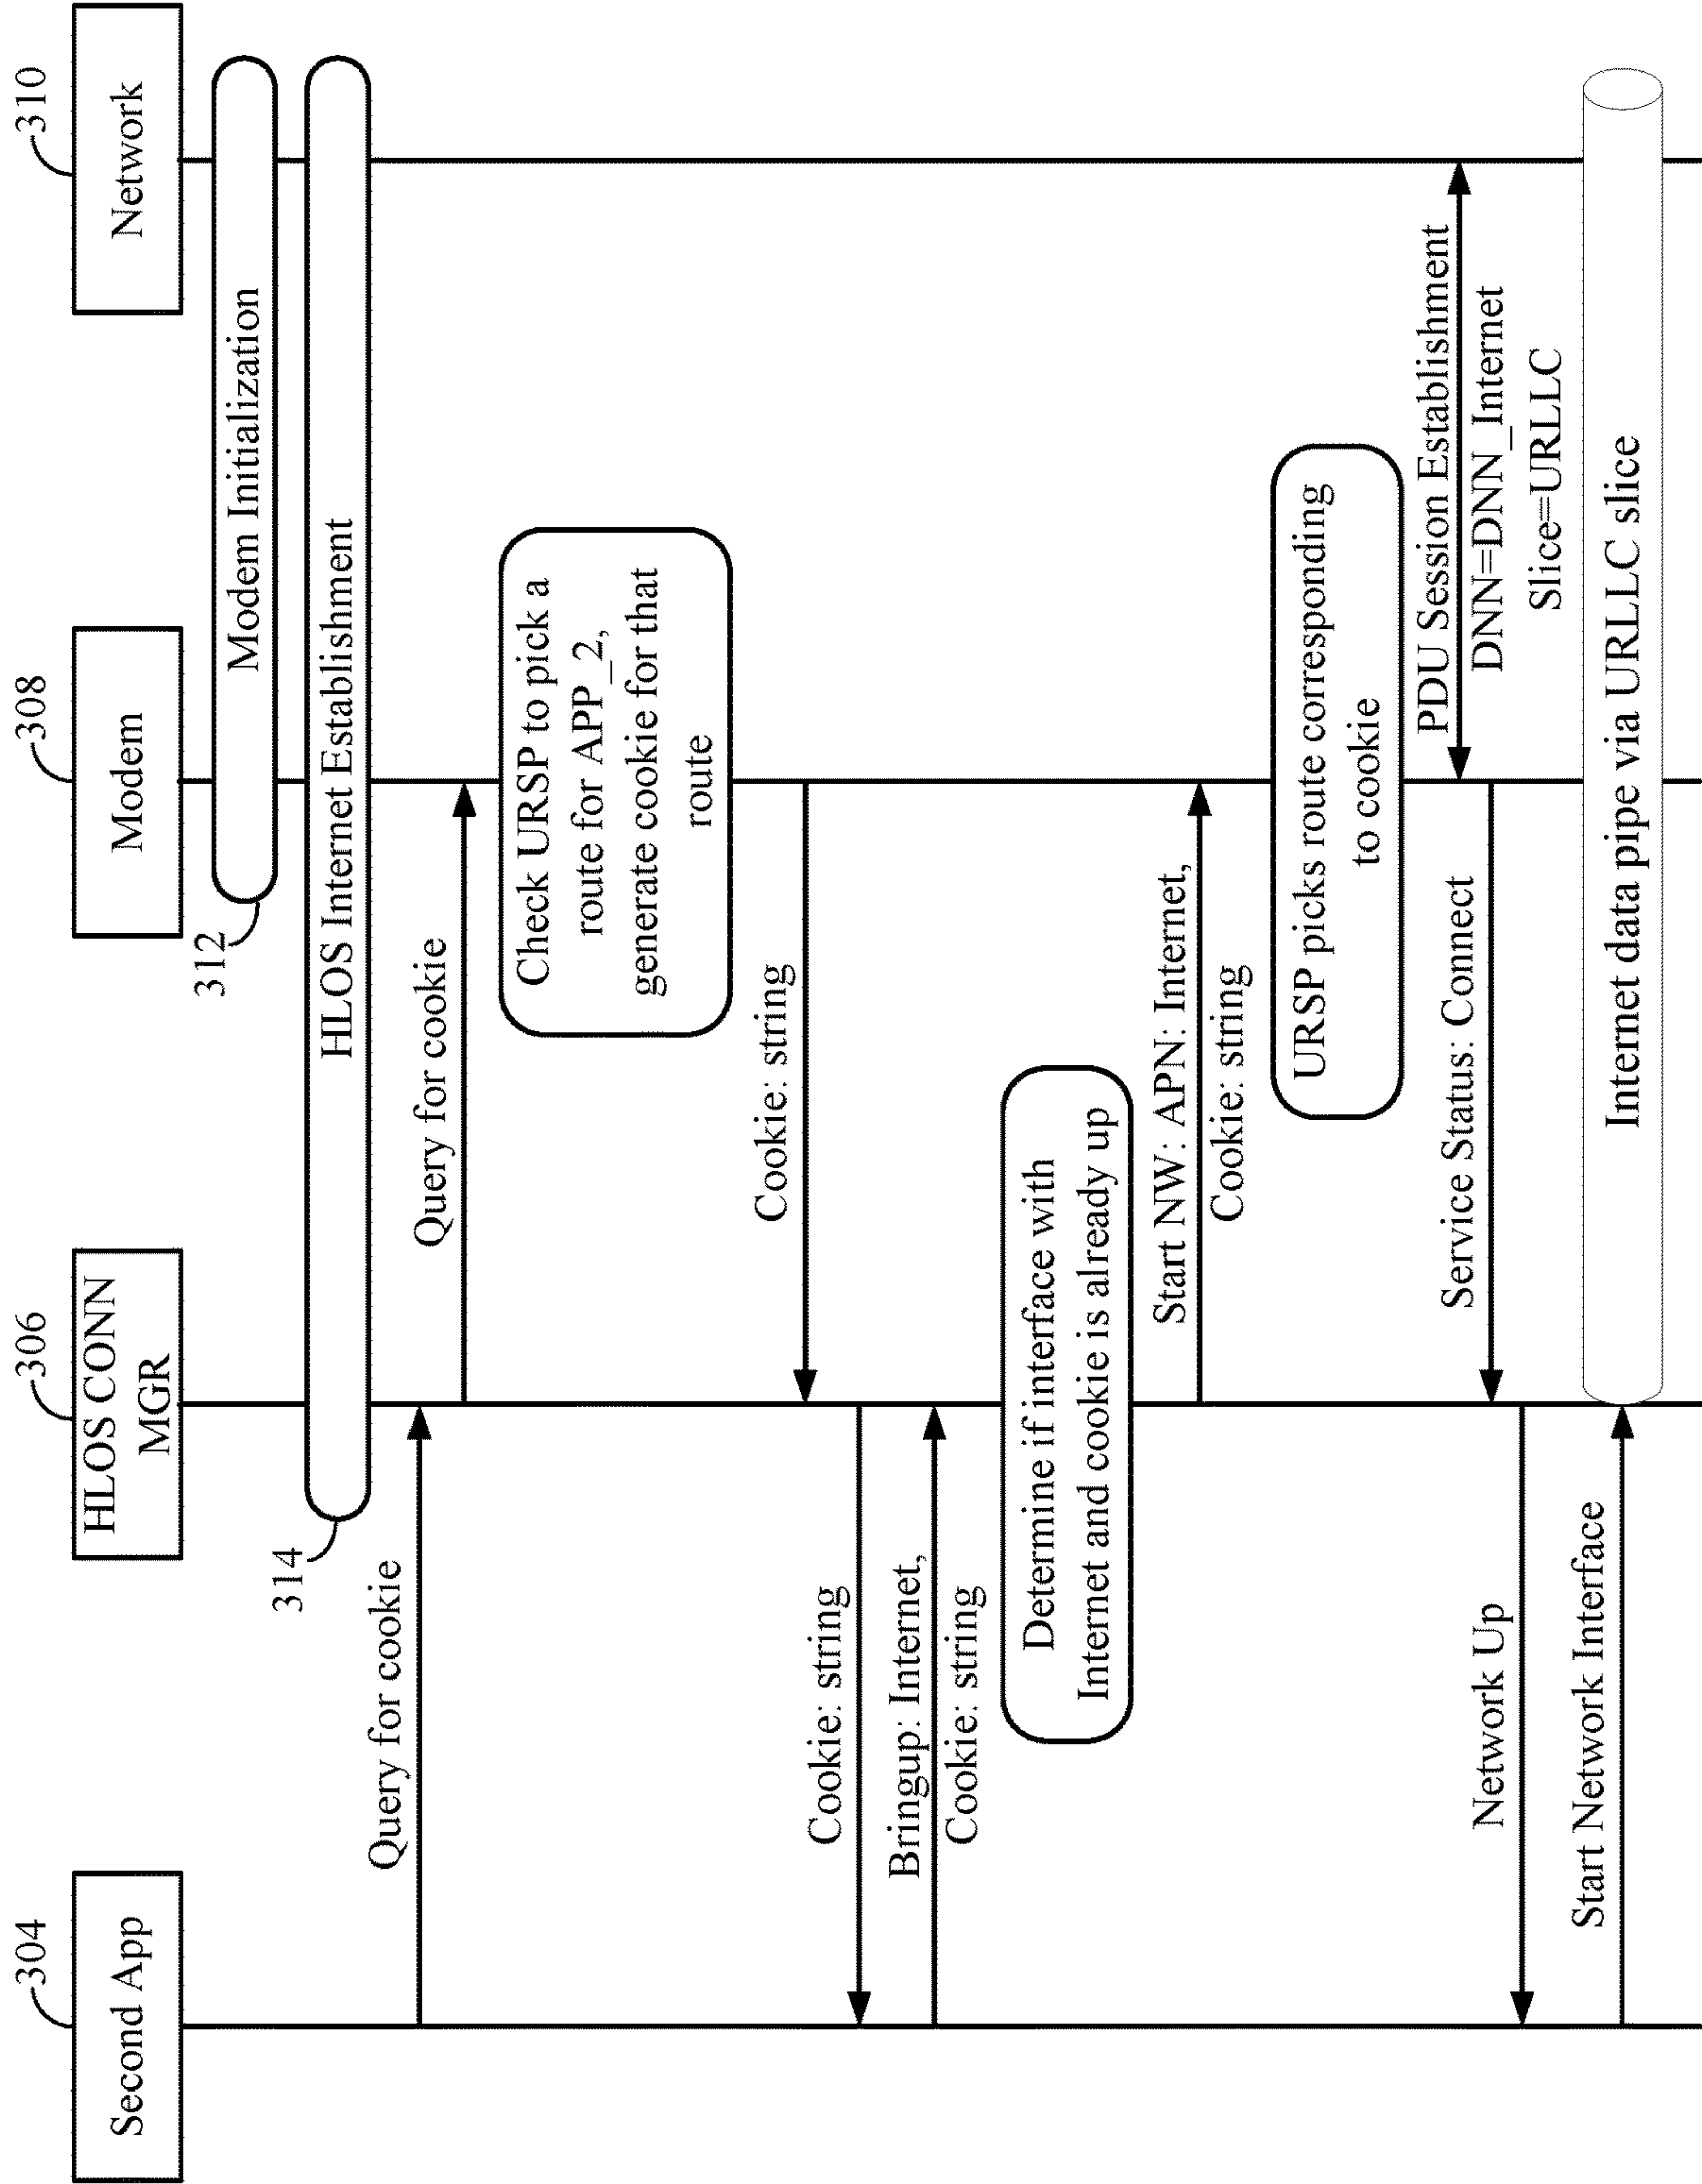 304
Second App
306
HLOS CONN
MGR
308
Modem
310
Network
312
Modem Initialization
314
HLOS Internet Establishment
Query for cookie
Query for cookie
Check URSP to pick a
route for APP_2,
generate cookie for that
route
Cookie: string
Cookie: string
Bringup: Internet,
Cookie: string
Determine if interface with
Internet and cookie is already up
Start NW: APN: Internet,
Cookie: string
URSP picks route corresponding
to cookie
PDU Session Establishment
DNN=DNN_Internet
Slice=URLLC
Service Status: Connect
Network Up
Start Network Interface
Internet data pipe via URLLC slice